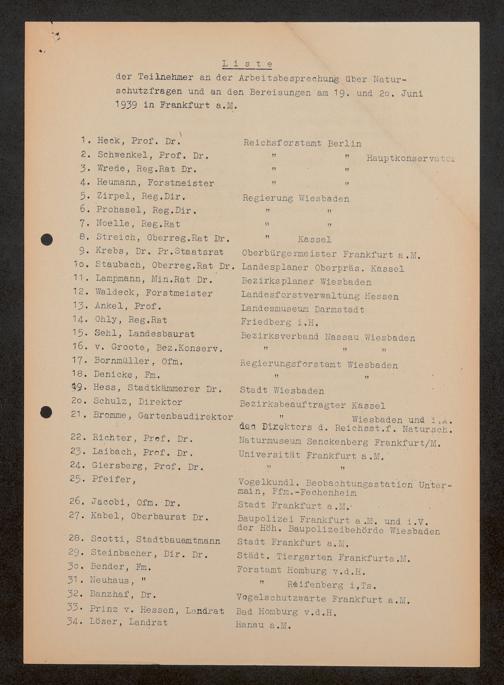 Liste
der Teilnehmer an der Arbeitsbesprechung über Natur-
schutzfragen und an den Bereisungen am 19. und 2o. Juni
1939 in Frankfurt a.M.
1. Heck, Prof. Dr. Reichsforstamt Berlin
2. Schwenkel, Prof. Dr. " " Hauptkonservator
3. Wrede, Reg.Rat Dr. " "
4. Heumann, Forstmeister " "
5. Zirpel, Reg.Dir. Regierung Wiesbaden
6. Prohasel, Reg.Dir. " "
7. Noelle, Reg.Rat " "
8. Streich, Oberreg.Rat Dr. " Kassel
9. Krebs, Dr. Pr.Staatsrat Oberbürgermeister Frankfurt a.M.
1o. Staubach, Oberreg.Rat Dr. Landesplaner Oberpräs. Kassel
11. Lampmann, Min.Rat Dr. Bezirksplaner Wiesbaden
12. Waldeck, Forstmeister Landesforstverwaltung Hessen
13. Ankel, Prof. Landesmuseum Darmstadt
14. Ohly, Reg.Rat Friedberg i.H.
15. Sehl, Landesbaurat Bezirksverband Nassau Wiesbaden
16. v. Groote, Bez.Konserv. " " "
17. Bornmüller, Ofm. Regierungsforstamt Wiesbaden
18. Denicke, Fm. " "
19. Hess, Stadtkämmerer Dr. Stadt Wiesbaden
2o. Schulz, Direktor Bezirksbeauftragter Kassel
21. Bromme, Gartenbaudirektor " Wiesbaden und i.A.
des Direktors d. Reichsst.f. Natursch.
22. Richter, Prof. Dr. Naturmuseum Senckenberg Frankfurt/M.
23. Laibach, Prof. Dr. Universität Frankfurt a.M.
24. Giersberg, Prof. Dr. " "
25. Pfeifer, Vogelkundl. Beobachtungsstation Unter-
main, Ffm.-Fechenheim
26. Jacobi, Ofm. Dr. Stadt Frankfurt a.M.
27. Kabel, Oberbaurat Dr. Baupolizei Frankfurt a.M. und i.V.
der Höh. Baupolizeibehörde Wiesbaden
28. Scotti, Stadtbauamtmann Stadt Frankfurt a.M.
29. Steinbacher, Dir. Dr. Städt. Tiergarten Frankfurta.M.
3o. Bender, Fm. Forstamt Homburg v.d.H.
31. Neuhaus, " " Reifenberg i,Ts.
32. Banzhaf, Dr. Vogelschutzwarte Frankfurt a.M.
33. Prinz v. Hessen, Landrat Bad Homburg v.d.H.
34. Löser, Landrat Hanau a.M.